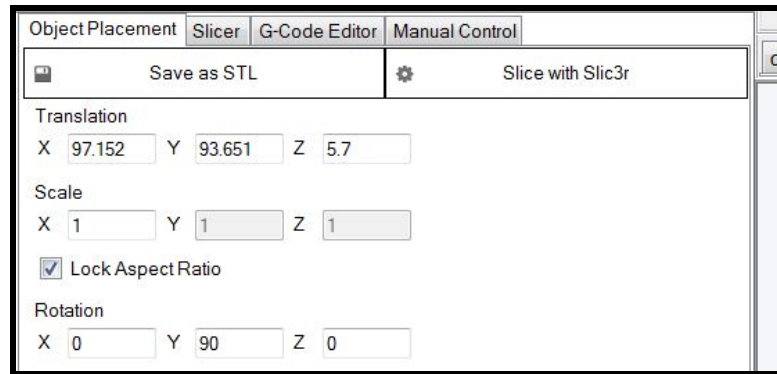 Object Placement Slicer G-Code Editor Manual Control
Save as STL Slice with Slic3r
Translation
X 97.152 Y 93.651 Z 5.7
Scale
X 1 Y 1 Z 1
Lock Aspect Ratio
Rotation
X 0 Y 90 Z 0